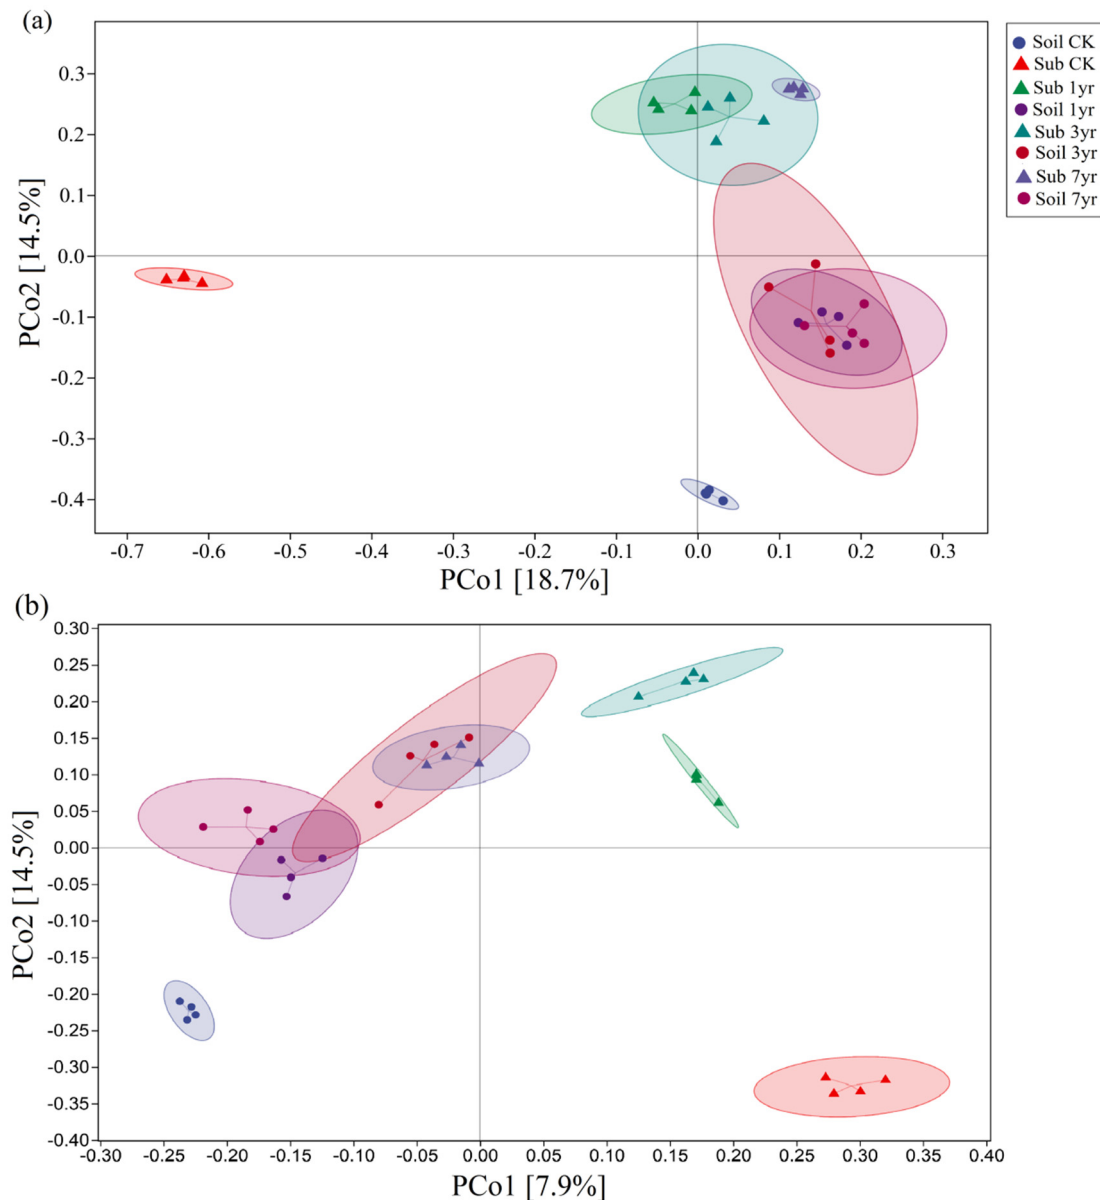 (a)
0.3
0.2
0.1
0.0
-0.1
-0.2
-0.3
-0.4
PCo2 [14.5%]
-0.7 -0.6 -0.5 -0.4 -0.3 -0.2 -0.1 0.0 0.1 0.2 0.3
PCo1 [18.7%]
Soil CK
Sub CK
Sub 1yr
Soil 1yr
Sub 3yr
Soil 3yr
Sub 7yr
Soil 7yr
(b)
0.30
0.25
0.20
0.15
0.10
0.05
0.00
-0.05
-0.10
-0.15
-0.20
-0.25
-0.30
-0.35
-0.40
PCo2 [14.5%]
-0.30 -0.25 -0.20 -0.15 -0.10 -0.05 0.00 0.05 0.10 0.15 0.20 0.25 0.30 0.35 0.40
PCo1 [7.9%]